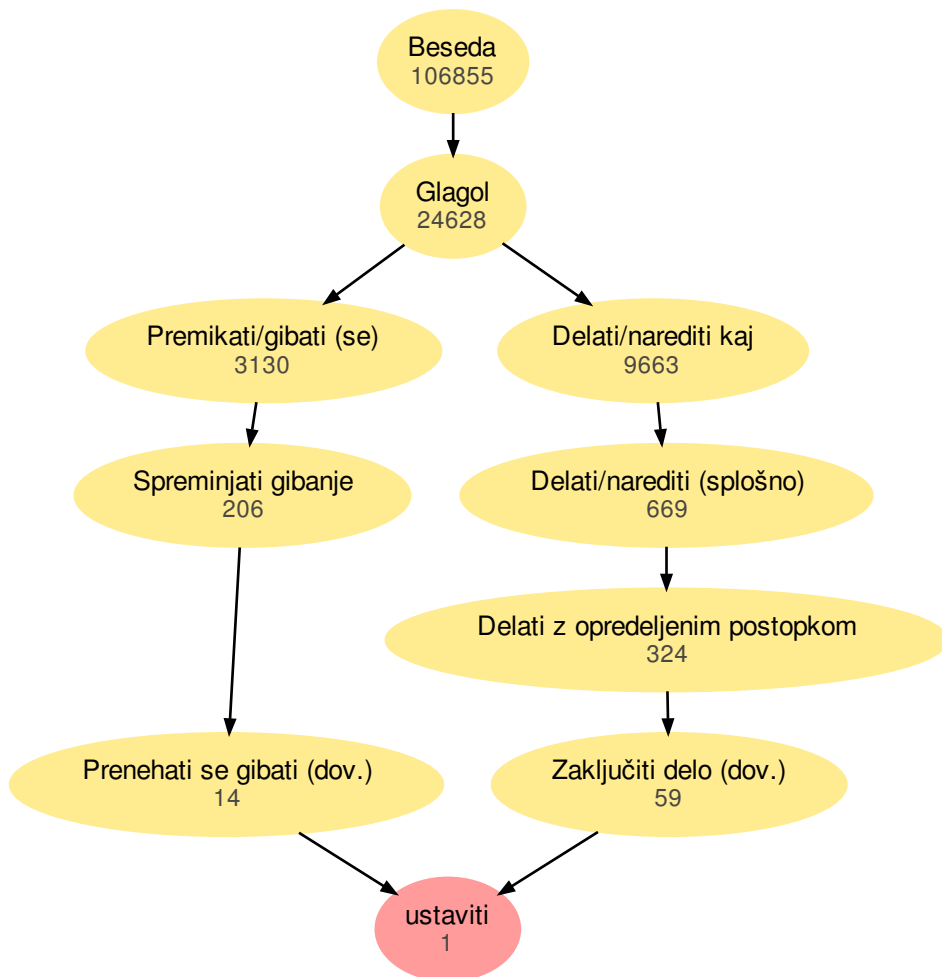 Beseda
106855
Glagol
24628
Premikati/gibati (se)
3130
Delati/narediti kaj
9663
Spreminjati gibanje
206
Delati/narediti (splošno)
669
Delati z opredeljenim postopkom
324
Prenehati se gibati (dov.)
14
Zaključiti delo (dov.)
59
ustaviti
1